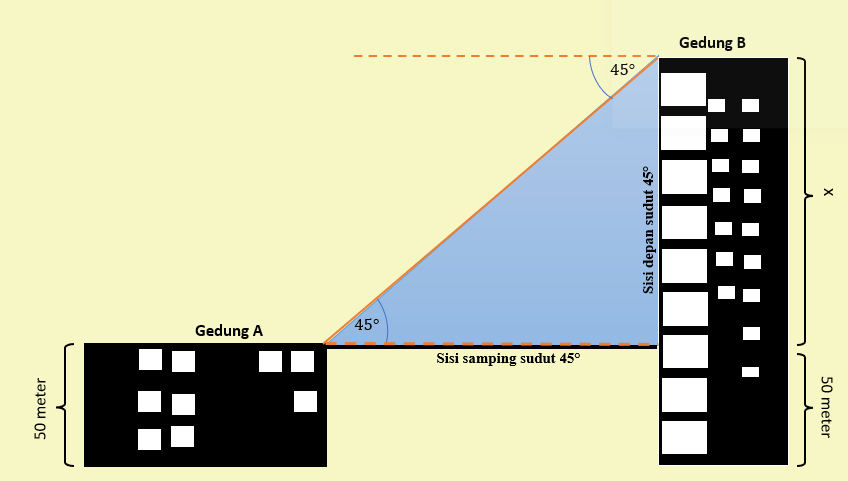 Gedung B
45°
x
Sisi depan sudut 45°
Gedung A
45°
Sisi samping sudut 45°
50 meter
50 meter